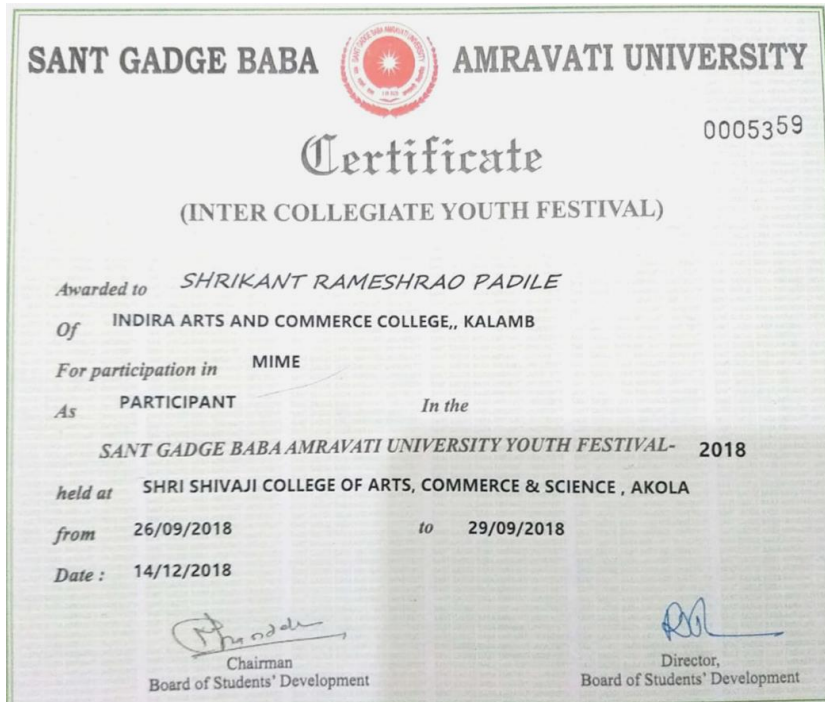 SANT GADGE BABA AMRAVATI UNIVERSITY
0005359
Certificate
(INTER COLLEGIATE YOUTH FESTIVAL)
Awarded to SHRIKANT RAMESHRAO PADILE
Of INDIRA ARTS AND COMMERCE COLLEGE,, KALAMB
For participation in MIME
As PARTICIPANT In the
SANT GADGE BABA AMRAVATI UNIVERSITY YOUTH FESTIVAL- 2018
held at SHRI SHIVAJI COLLEGE OF ARTS, COMMERCE & SCIENCE , AKOLA
from 26/09/2018 to 29/09/2018
Date : 14/12/2018
Chairman Director,
Board of Students' Development Board of Students' Development